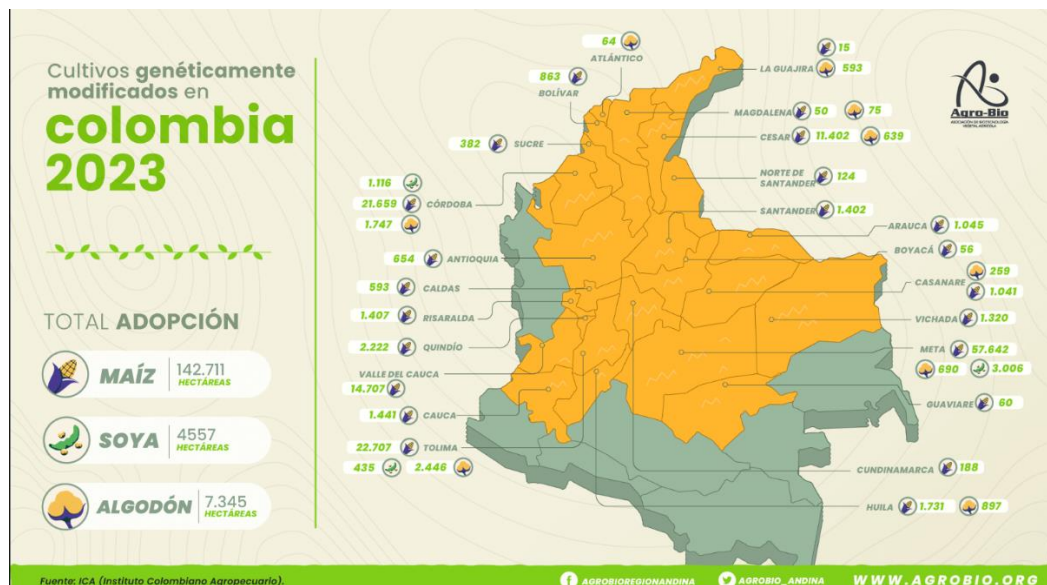 Cultivos genéticamente
modificados en
colombia
2023
TOTAL ADOPCIÓN
MAÍZ 142.711
HECTÁREAS
SOYA 4557
HECTÁREAS
ALGODÓN 7.345
HECTÁREAS
64
ATLÁNTICO
863
BOLÍVAR
382 SUCRE
1.116
21.659 CÓRDOBA
1.747
654 ANTIOQUIA
593 CALDAS
1.407 RISARALDA
2.222 QUINDÍO
VALLE DEL CAUCA
14.707
1.441 CAUCA
22.707 TOLIMA
435 2.446
15
LA GUAJIRA 593
MAGDALENA 50 75
CESAR 11.402 639
NORTE DE
SANTANDER 124
SANTANDER 1.402
ARAUCA 1.045
BOYACÁ 56
259
CASANARE
1.041
VICHADA 1.320
META 57.642
690 3.006
GUAVIARE 60
CUNDINAMARCA 188
HUILA 1.731 897
Agro-Bio
ASOCIACIÓN DE BIOTECNOLOGÍA
VEGETAL AGRÍCOLA
Fuente: ICA (Instituto Colombiano Agropecuario).
AGROBIOREGIONANDINA AGROBIO_ANDINA WWW.AGROBIO.ORG